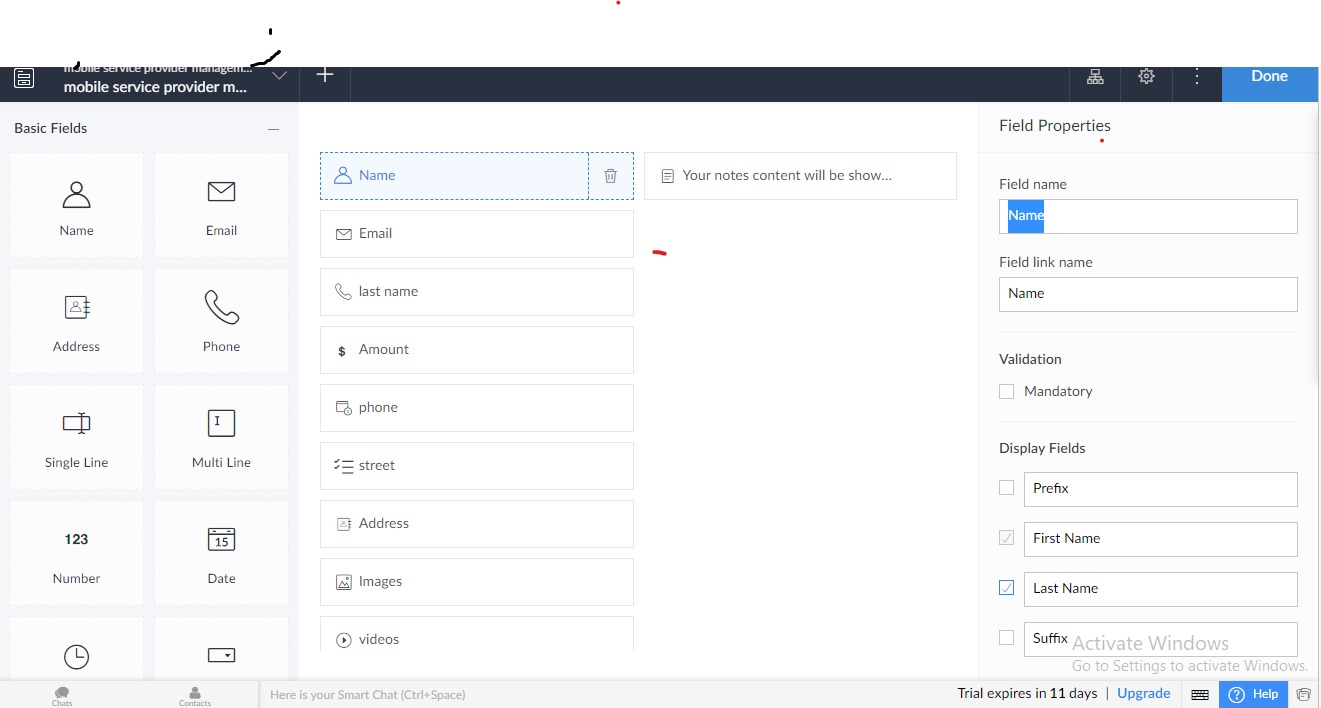 mobile service provider managem...
mobile service provider m...
Done
Basic Fields
Name
Email
Address
Phone
Single Line
Multi Line
123
Number
15
Date
Name
Your notes content will be show...
Email
last name
$ Amount
phone
street
Address
Images
videos
Field Properties
Field name
Name
Field link name
Name
Validation
Mandatory
Display Fields
Prefix
First Name
Last Name
Suffix
Activate Windows
Go to Settings to activate Windows.
Chats
Contacts
Here is your Smart Chat (Ctrl+Space)
Trial expires in 11 days | Upgrade
? Help